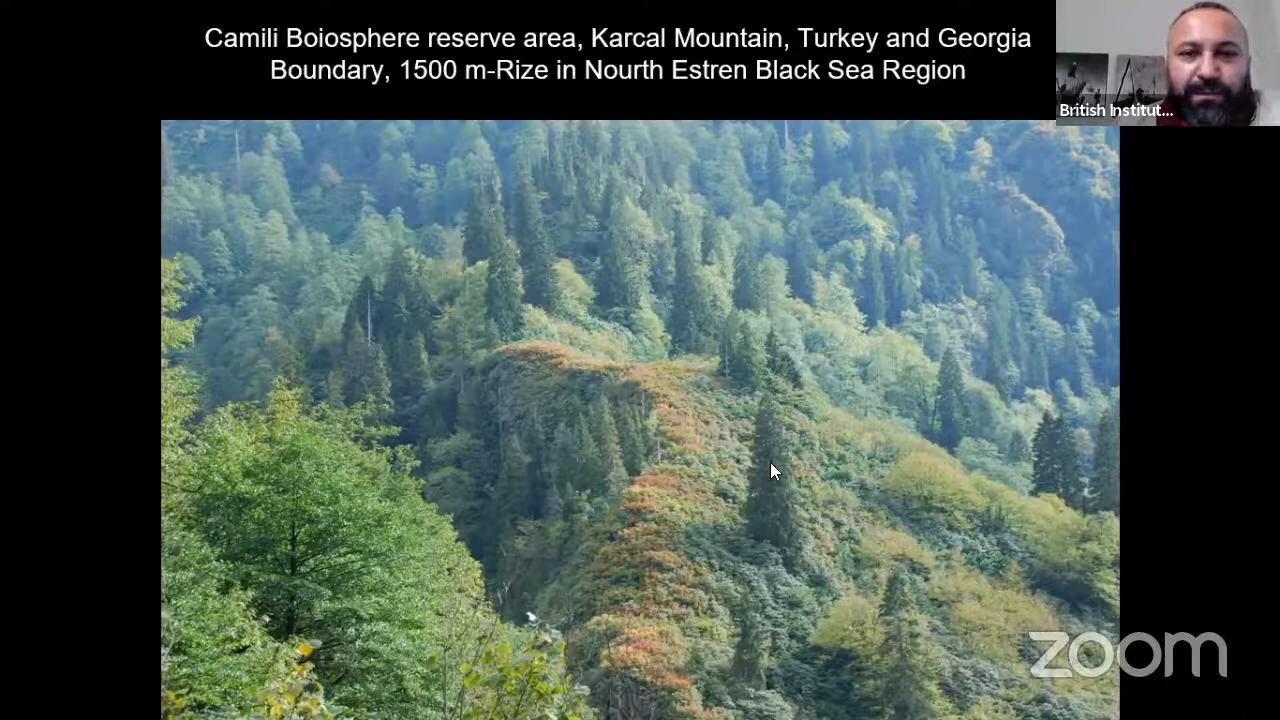 Camili Boiosphere reserve area, Karcal Mountain, Turkey and Georgia
Boundary, 1500 m-Rize in Nourth Estren Black Sea Region
British Institut...
zoom